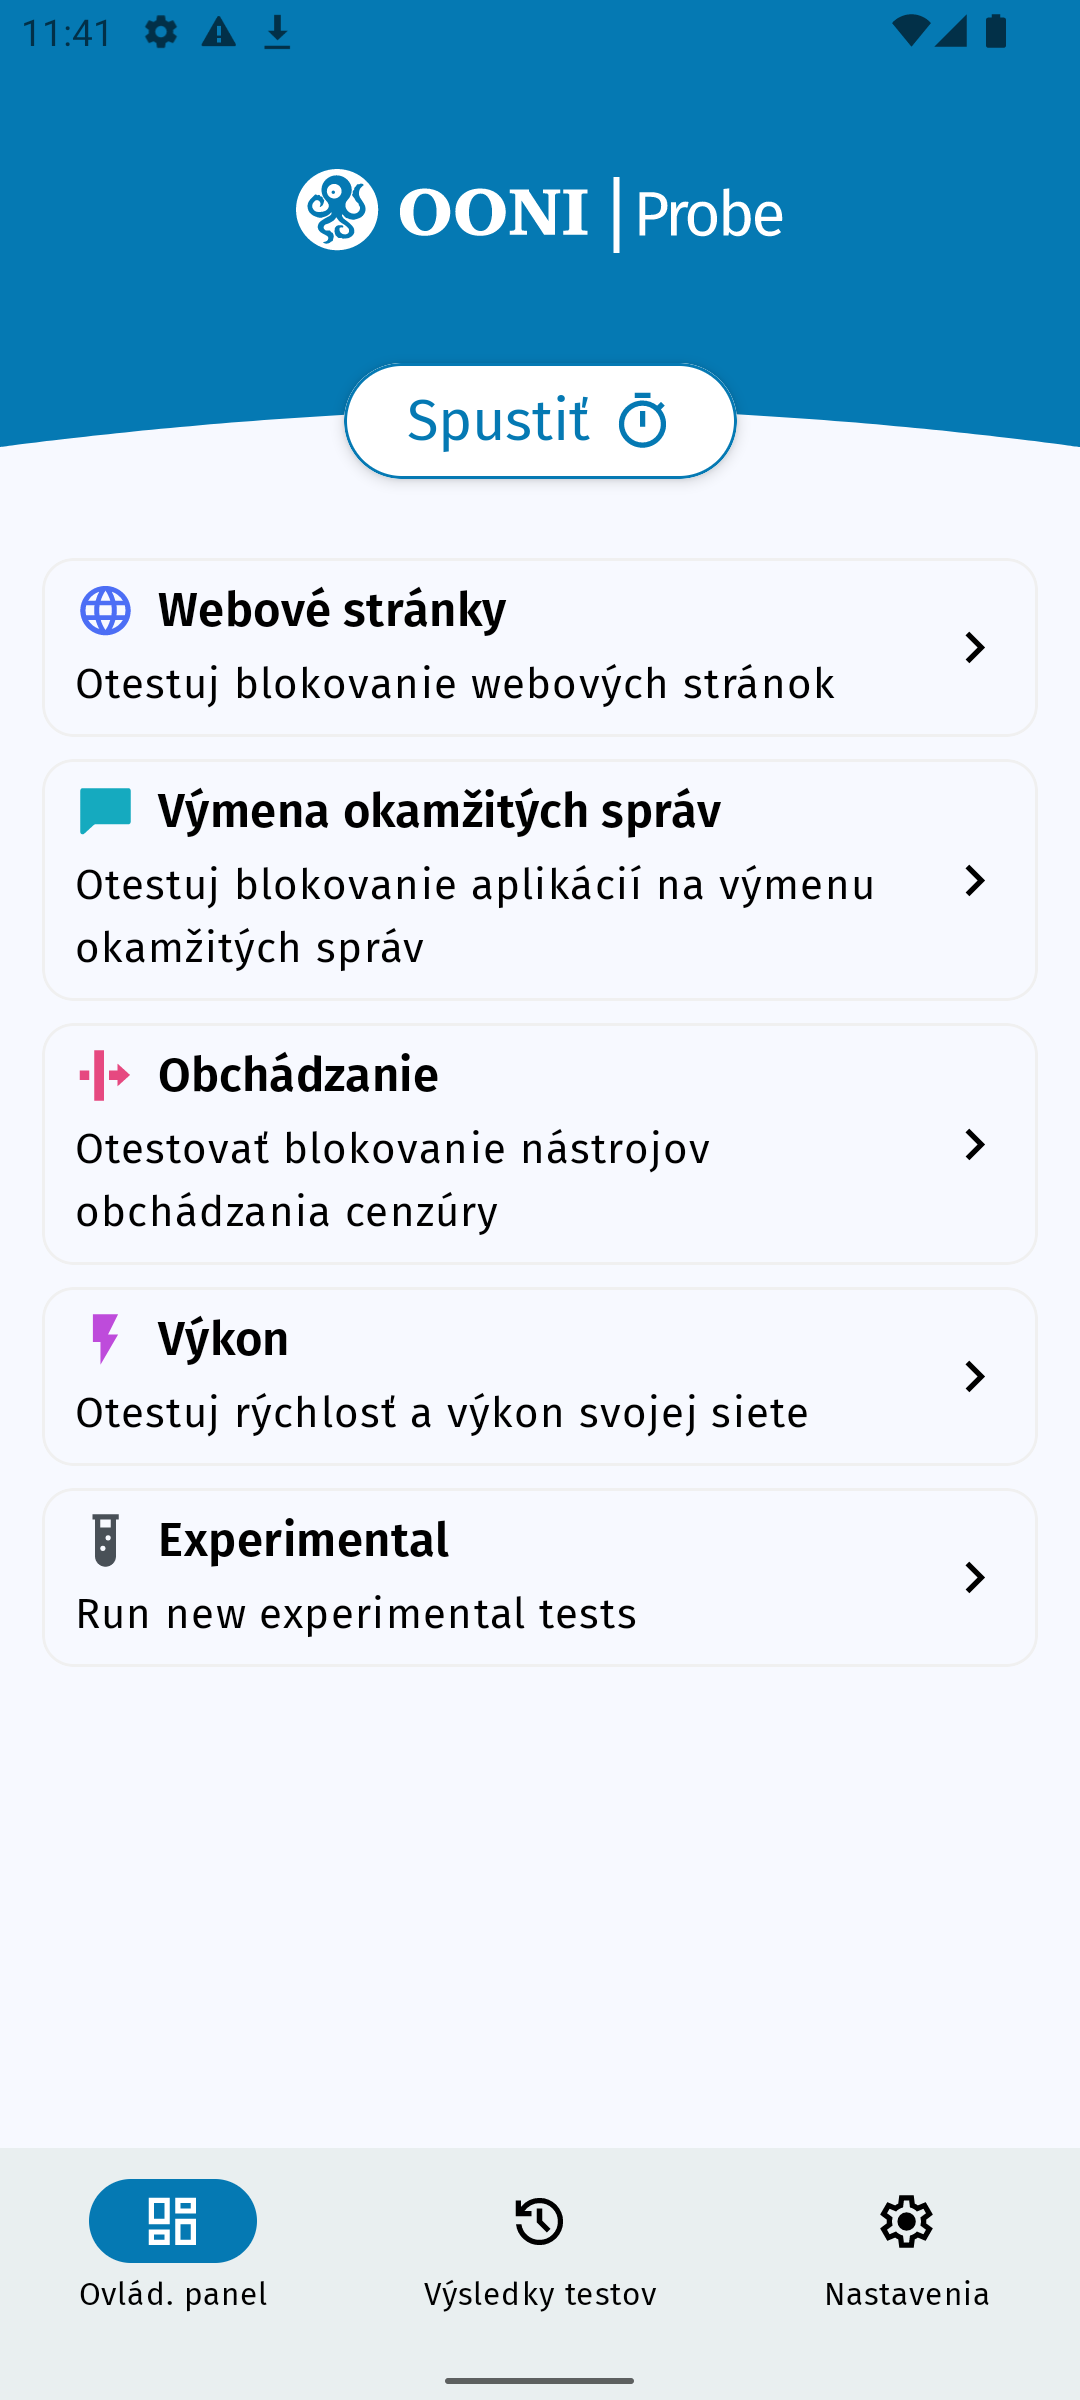 11:41
OONI | Probe
Spustiť
Webové stránky
Otestuj blokovanie webových stránok
Výmena okamžitých správ
Otestuj blokovanie aplikácií na výmenu
okamžitých správ
Obchádzanie
Otestovať blokovanie nástrojov
obchádzania cenzúry
Výkon
Otestuj rýchlosť a výkon svojej siete
Experimental
Run new experimental tests
Ovlád. panel
Výsledky testov
Nastavenia